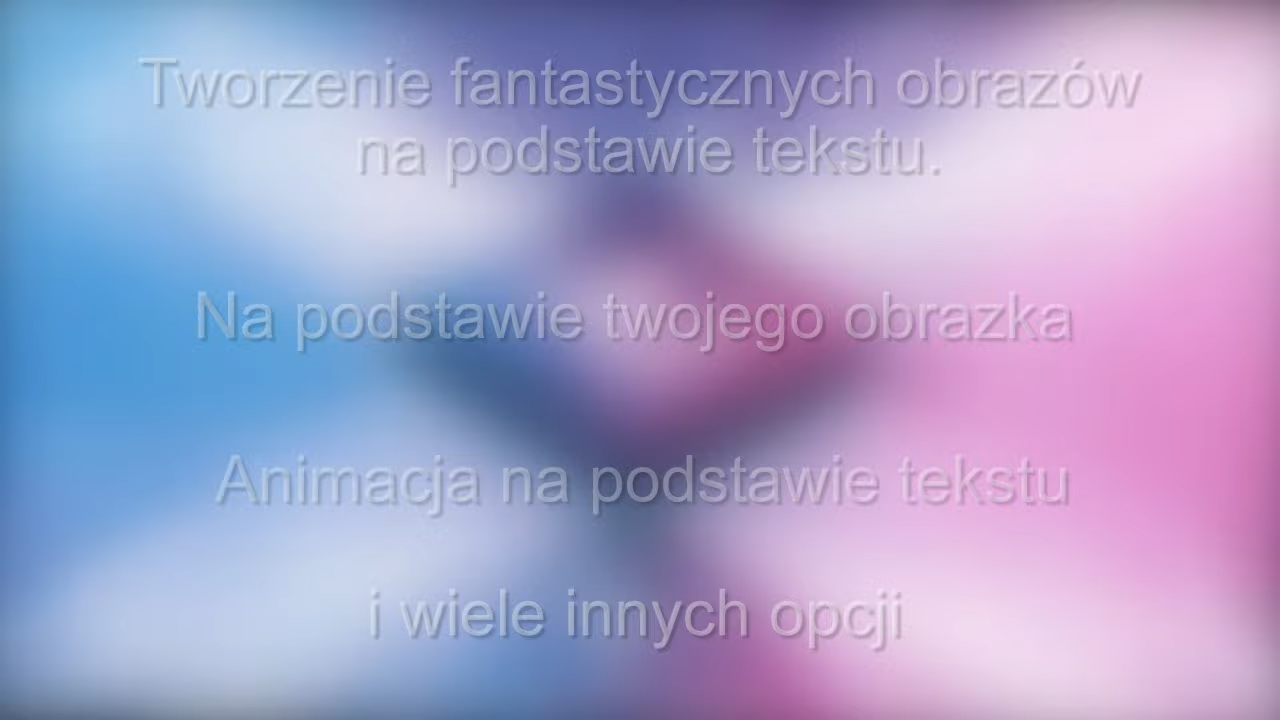 Tworzenie fantastycznych obrazów
na podstawie tekstu.
Na podstawie twojego obrazka
Animacja na podstawie tekstu
i wiele innych opcji